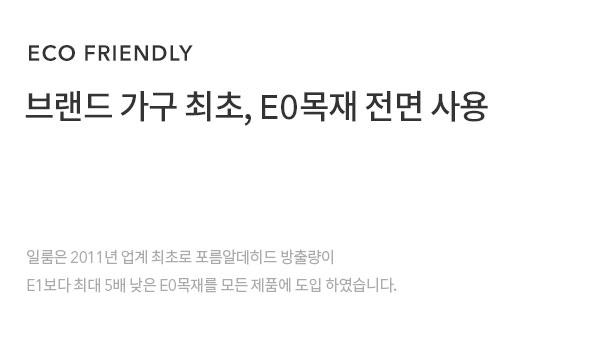 ECO FRIENDLY
브랜드 가구 최초, E0목재 전면 사용
일룸은 2011년 업계 최초로 포름알데히드 방출량이
E1보다 최대 5배 낮은 E0목재를 모든 제품에 도입 하였습니다.